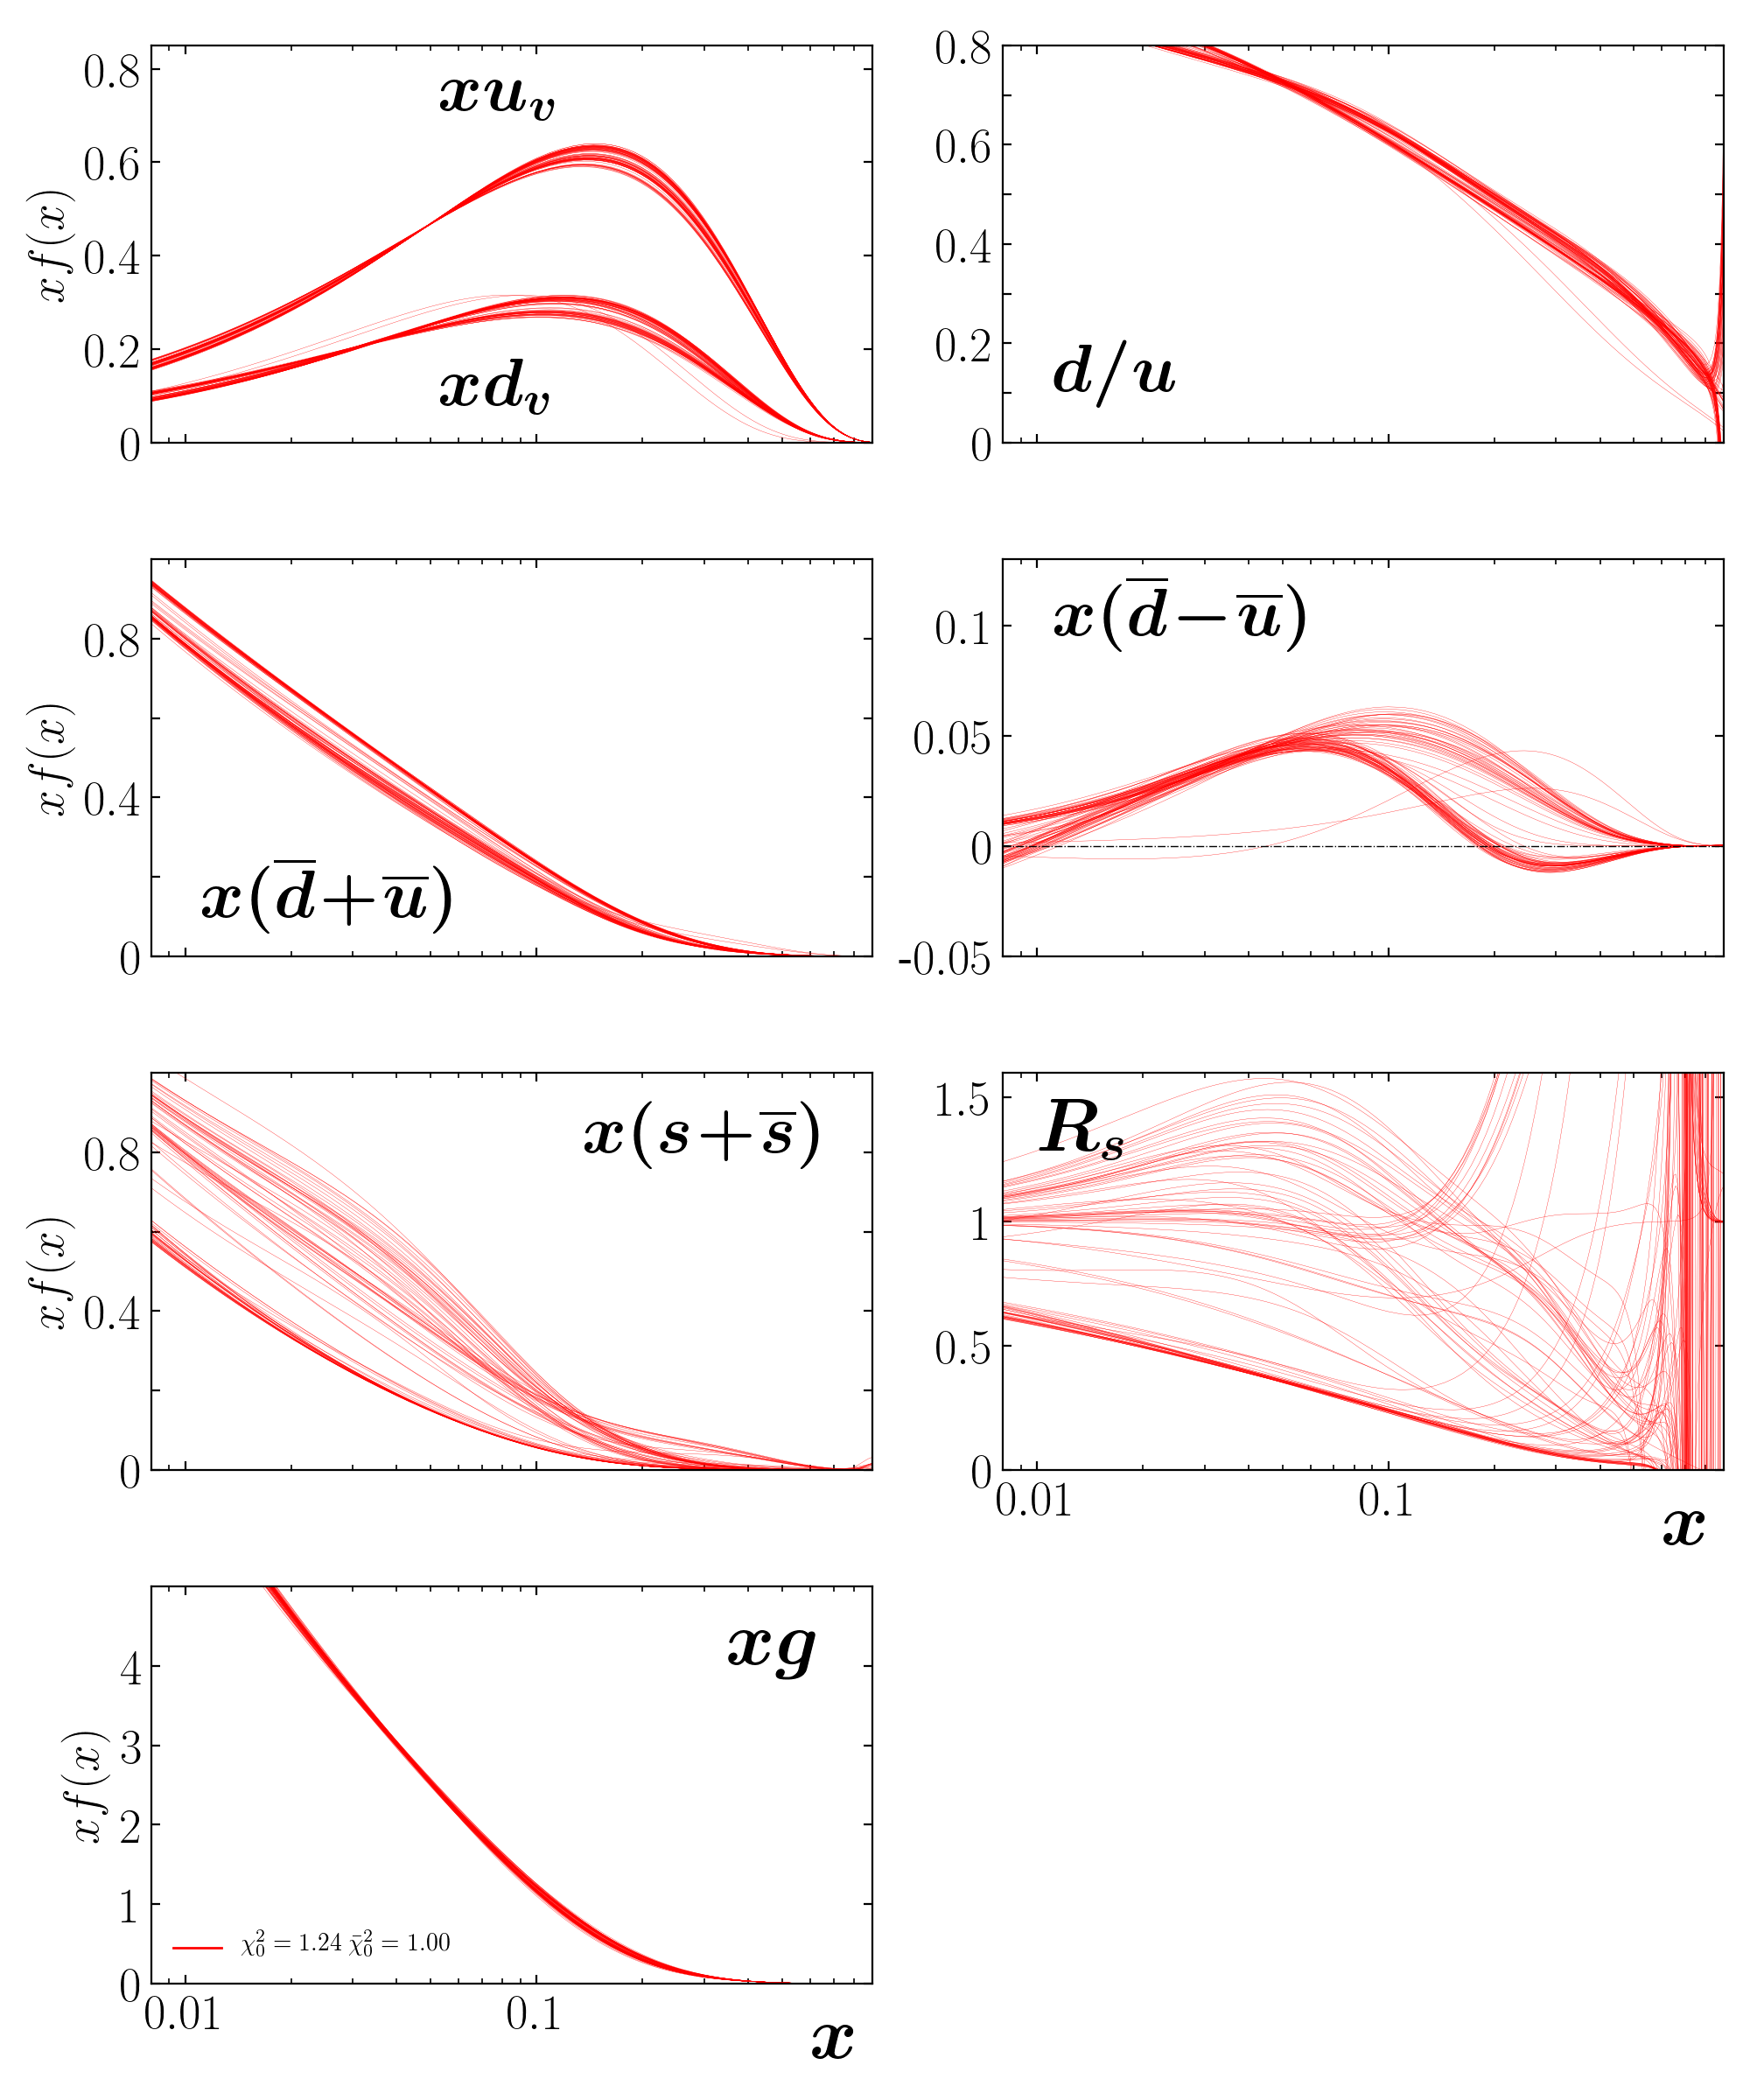 0.8
0.6
0.4
0.2
0
xf(x)
xu_v
xd_v
0.8
0.6
0.4
0.2
0
d/u
0.8
0.4
0
xf(x)
x(d̅+u̅)
0.1
0.05
0
-0.05
x(d̅−u̅)
0.8
0.4
0
xf(x)
x(s+s̅)
1.5
1
0.5
0
R_s
0.01 0.1
x
4
3
2
1
0
xf(x)
xg
χ₀² = 1.24 χ̄₀² = 1.00
0.01 0.1
x